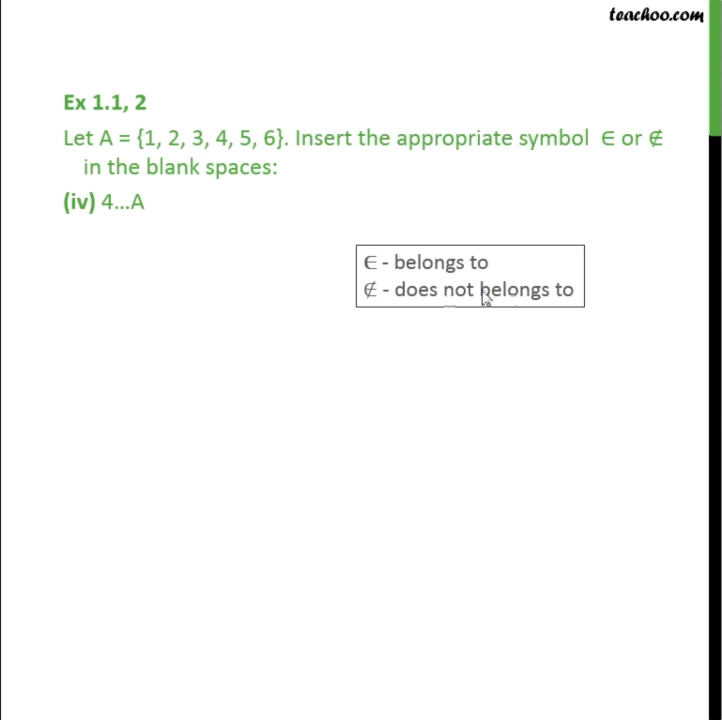 teachoo.com
Ex 1.1, 2
Let A = {1, 2, 3, 4, 5, 6}. Insert the appropriate symbol ∈ or ∉
in the blank spaces:
(iv) 4…A
∈ - belongs to
∉ - does not belongs to